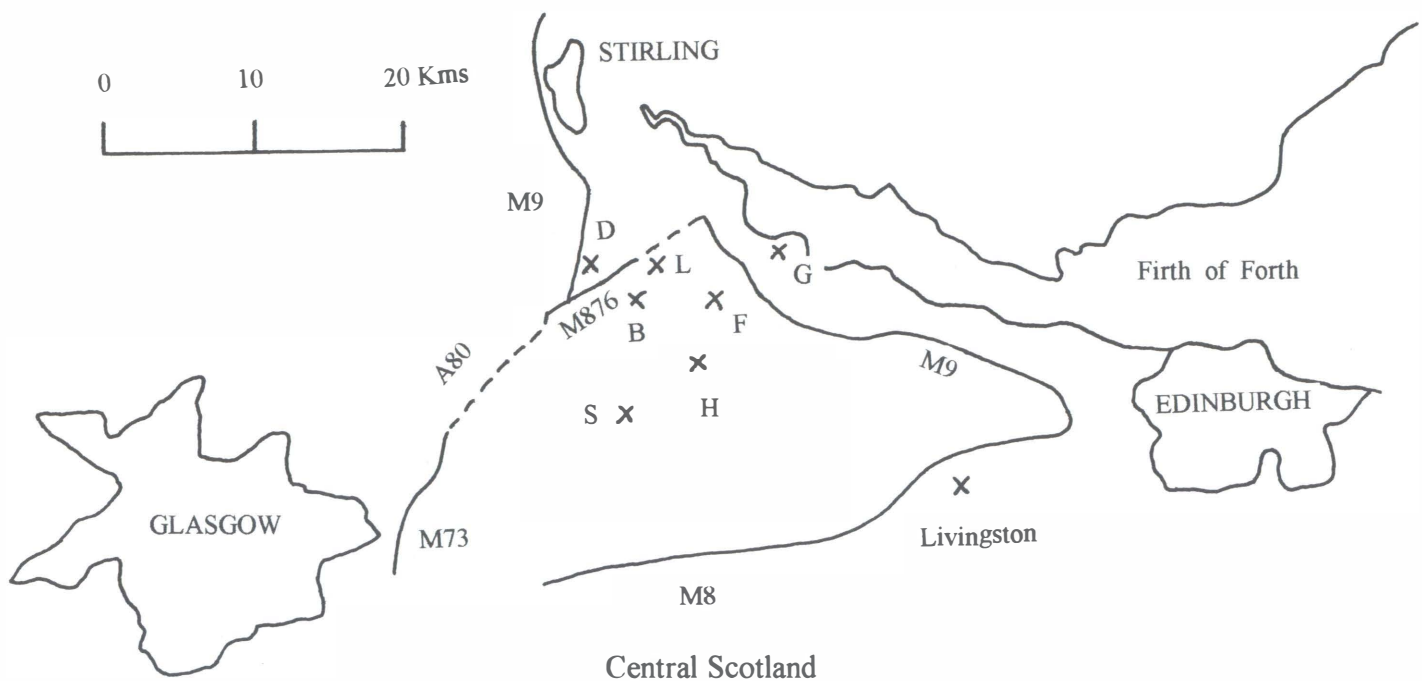 STIRLING
0 10 20 Kms
M9
D
L
G
Firth of Forth
M876
B
F
A80
M9
EDINBURGH
S
H
GLASGOW
M73
Livingston
M8
Central Scotland